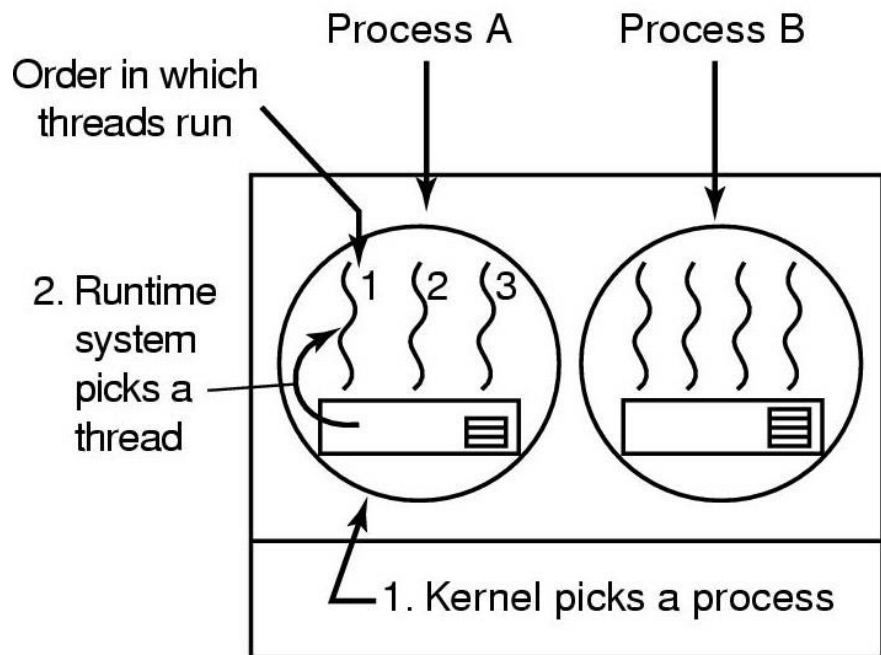 Process A
Process B
Order in which
threads run
1
2
3
2. Runtime
system
picks a
thread
1. Kernel picks a process